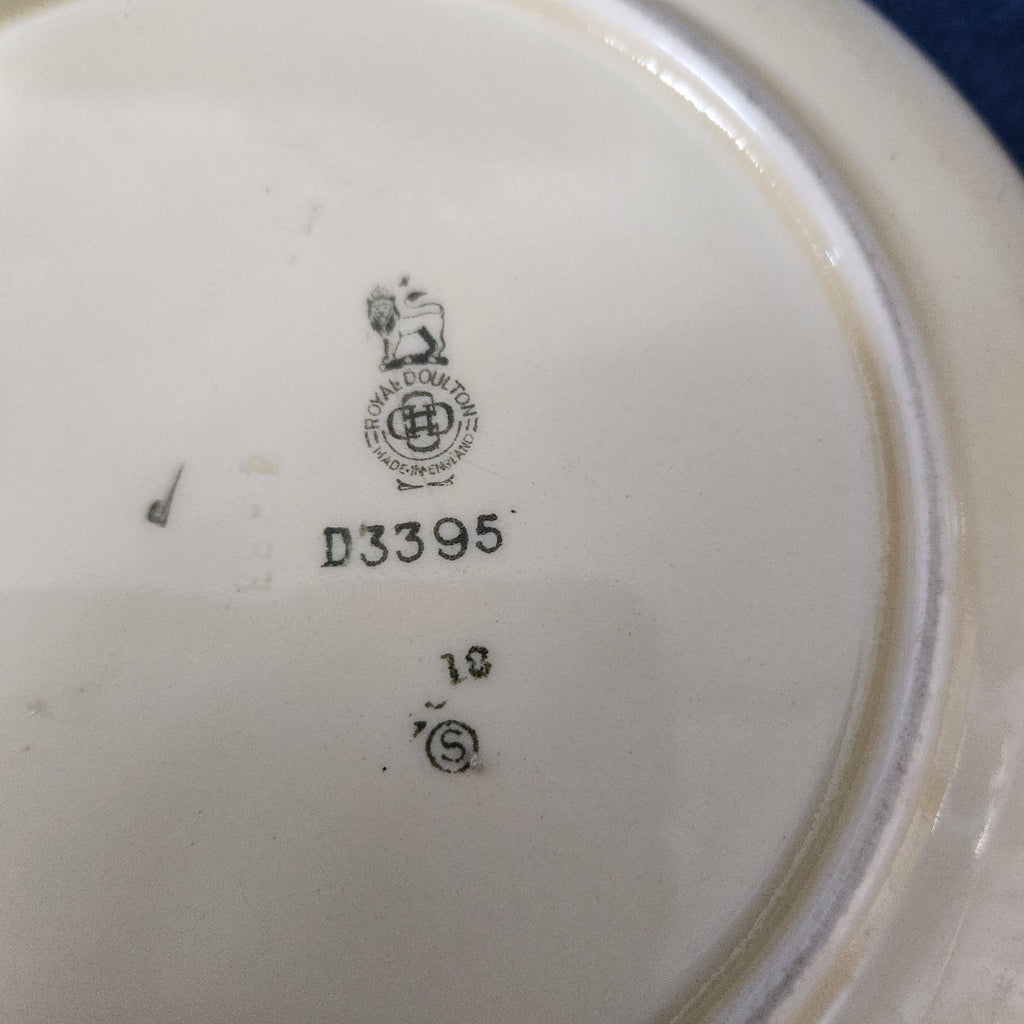 ROYAL DOULTON
MADE IN ENGLAND
D3395
18
S